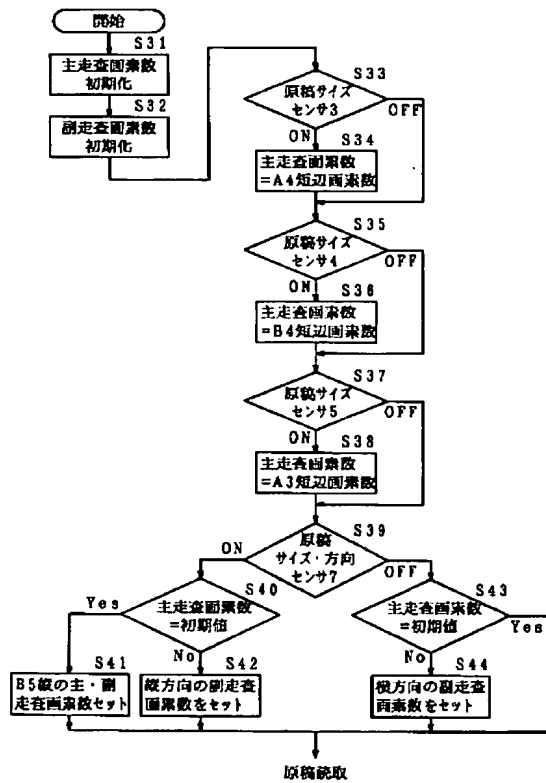 開始
S31
主走査画素数
初期化
S32
副走査画素数
初期化
S33
原稿サイズ
センサ3
OFF
ON
S34
主走査画素数
=A4短辺画素数
S35
原稿サイズ
センサ4
OFF
ON
S36
主走査画素数
=B4短辺画素数
S37
原稿サイズ
センサ5
OFF
ON
S38
主走査画素数
=A3短辺画素数
S39
原稿
サイズ・方向
センサ7
ON
OFF
S40
主走査画素数
=初期値
Yes
No
S43
主走査画素数
=初期値
Yes
No
S41
B5縦の主・副
走査画素数セット
S42
縦方向の副走査
画素数をセット
S44
横方向の副走査
画素数をセット
原稿読取